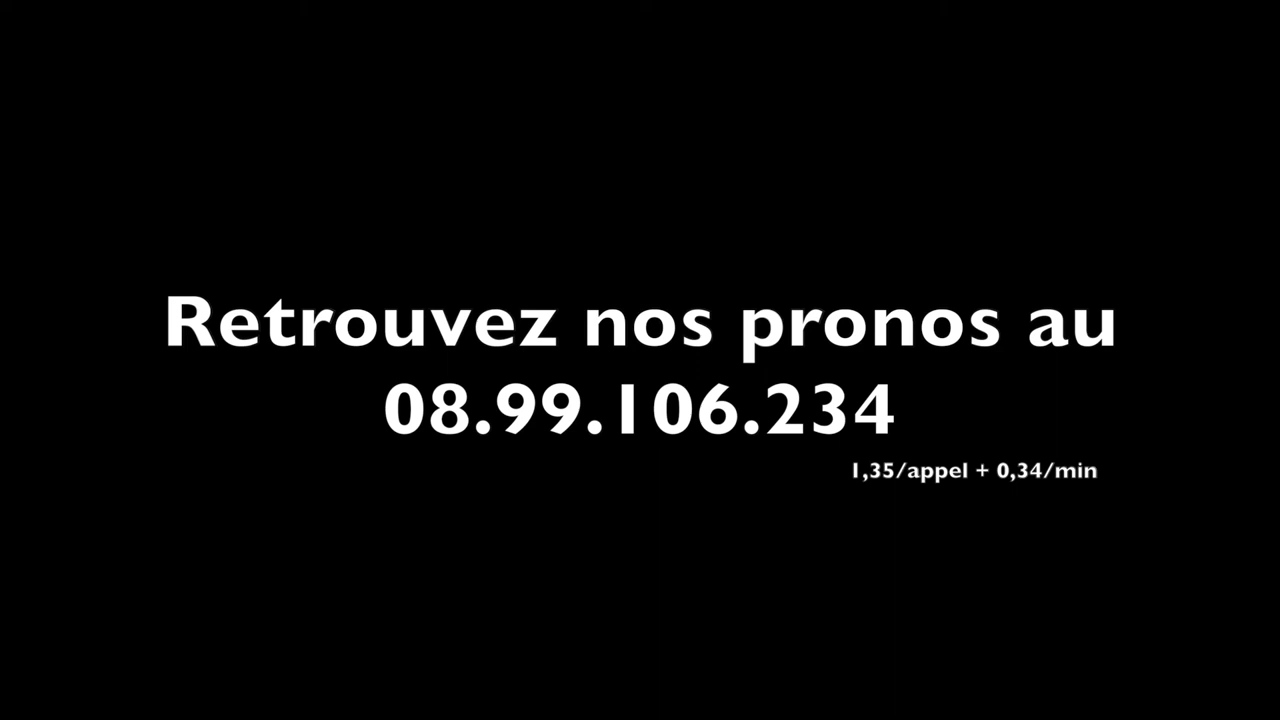 Retrouvez nos pronos au
08.99.106.234
1,35/appel + 0,34/min